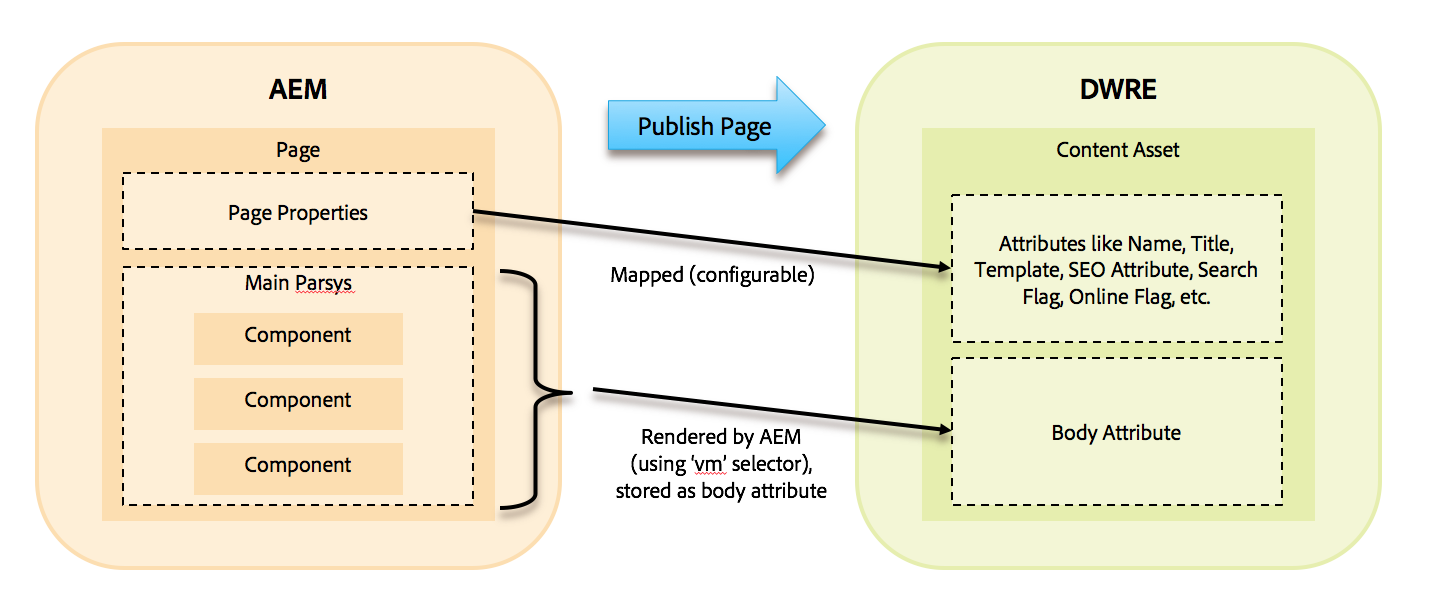 AEM
Page
Page Properties
Main Parsys
Component
Component
Component
Publish Page
Mapped (configurable)
Rendered by AEM
(using ‘vm’ selector),
stored as body attribute
DWRE
Content Asset
Attributes like Name, Title,
Template, SEO Attribute, Search
Flag, Online Flag, etc.
Body Attribute